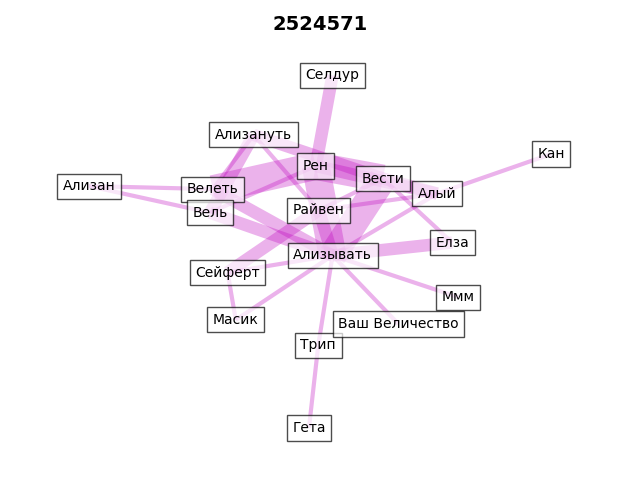 2524571
Селдур
Ализануть
Кан
Рен
Вести
Ализан
Велеть
Алый
Вель
Райвен
Елза
Ализывать
Сейферт
Ммм
Масик
Ваш Величество
Трип
Гета